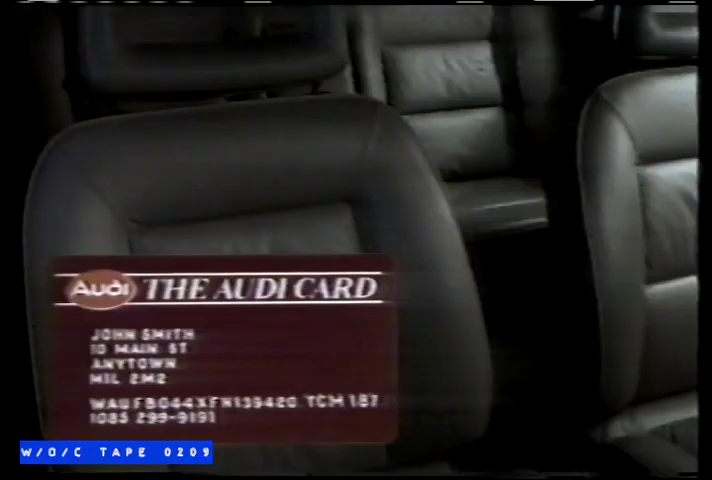 Audi THE AUDI CARD
JOHN SMITH
10 MAIN ST
ANYTOWN
M1L 2M2
WAUFB044XFN139420 TCM 187
1085 299-9191
W/O/C TAPE 0209